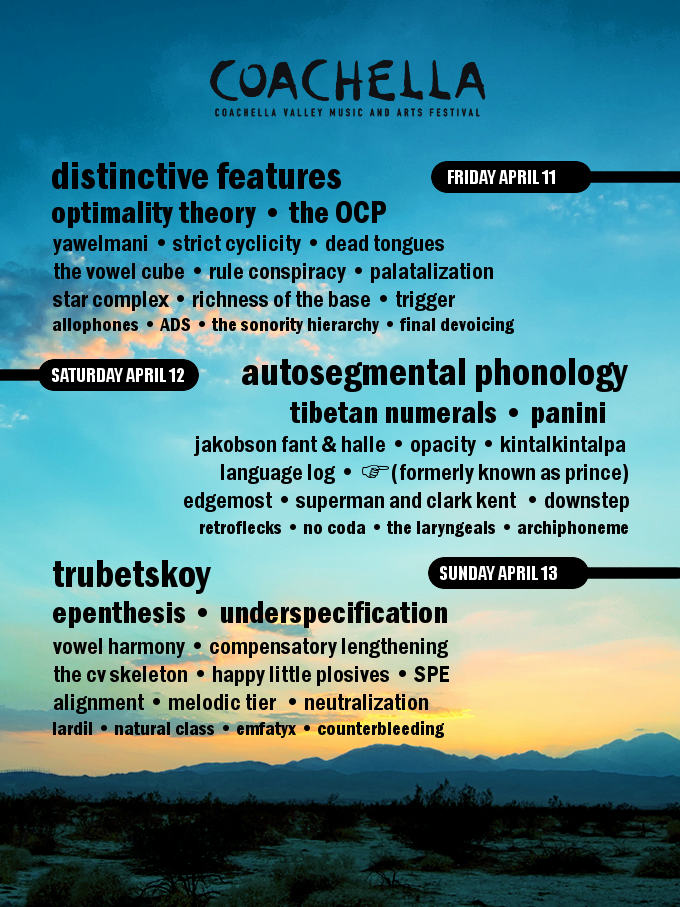 COACHELLA
COACHELLA VALLEY MUSIC AND ARTS FESTIVAL
distinctive features
FRIDAY APRIL 11
optimality theory • the OCP
yawelmani • strict cyclicity • dead tongues
the vowel cube • rule conspiracy • palatalization
star complex • richness of the base • trigger
allophones • ADS • the sonority hierarchy • final devoicing
SATURDAY APRIL 12
autosegmental phonology
tibetan numerals • panini
jakobson fant & halle • opacity • kintalkintalpa
language log • ☞ (formerly known as prince)
edgemost • superman and clark kent • downstep
retroflecks • no coda • the laryngeals • archiphoneme
trubetskoy
SUNDAY APRIL 13
epenthesis • underspecification
vowel harmony • compensatory lengthening
the cv skeleton • happy little plosives • SPE
alignment • melodic tier • neutralization
lardil • natural class • emfatyx • counterbleeding